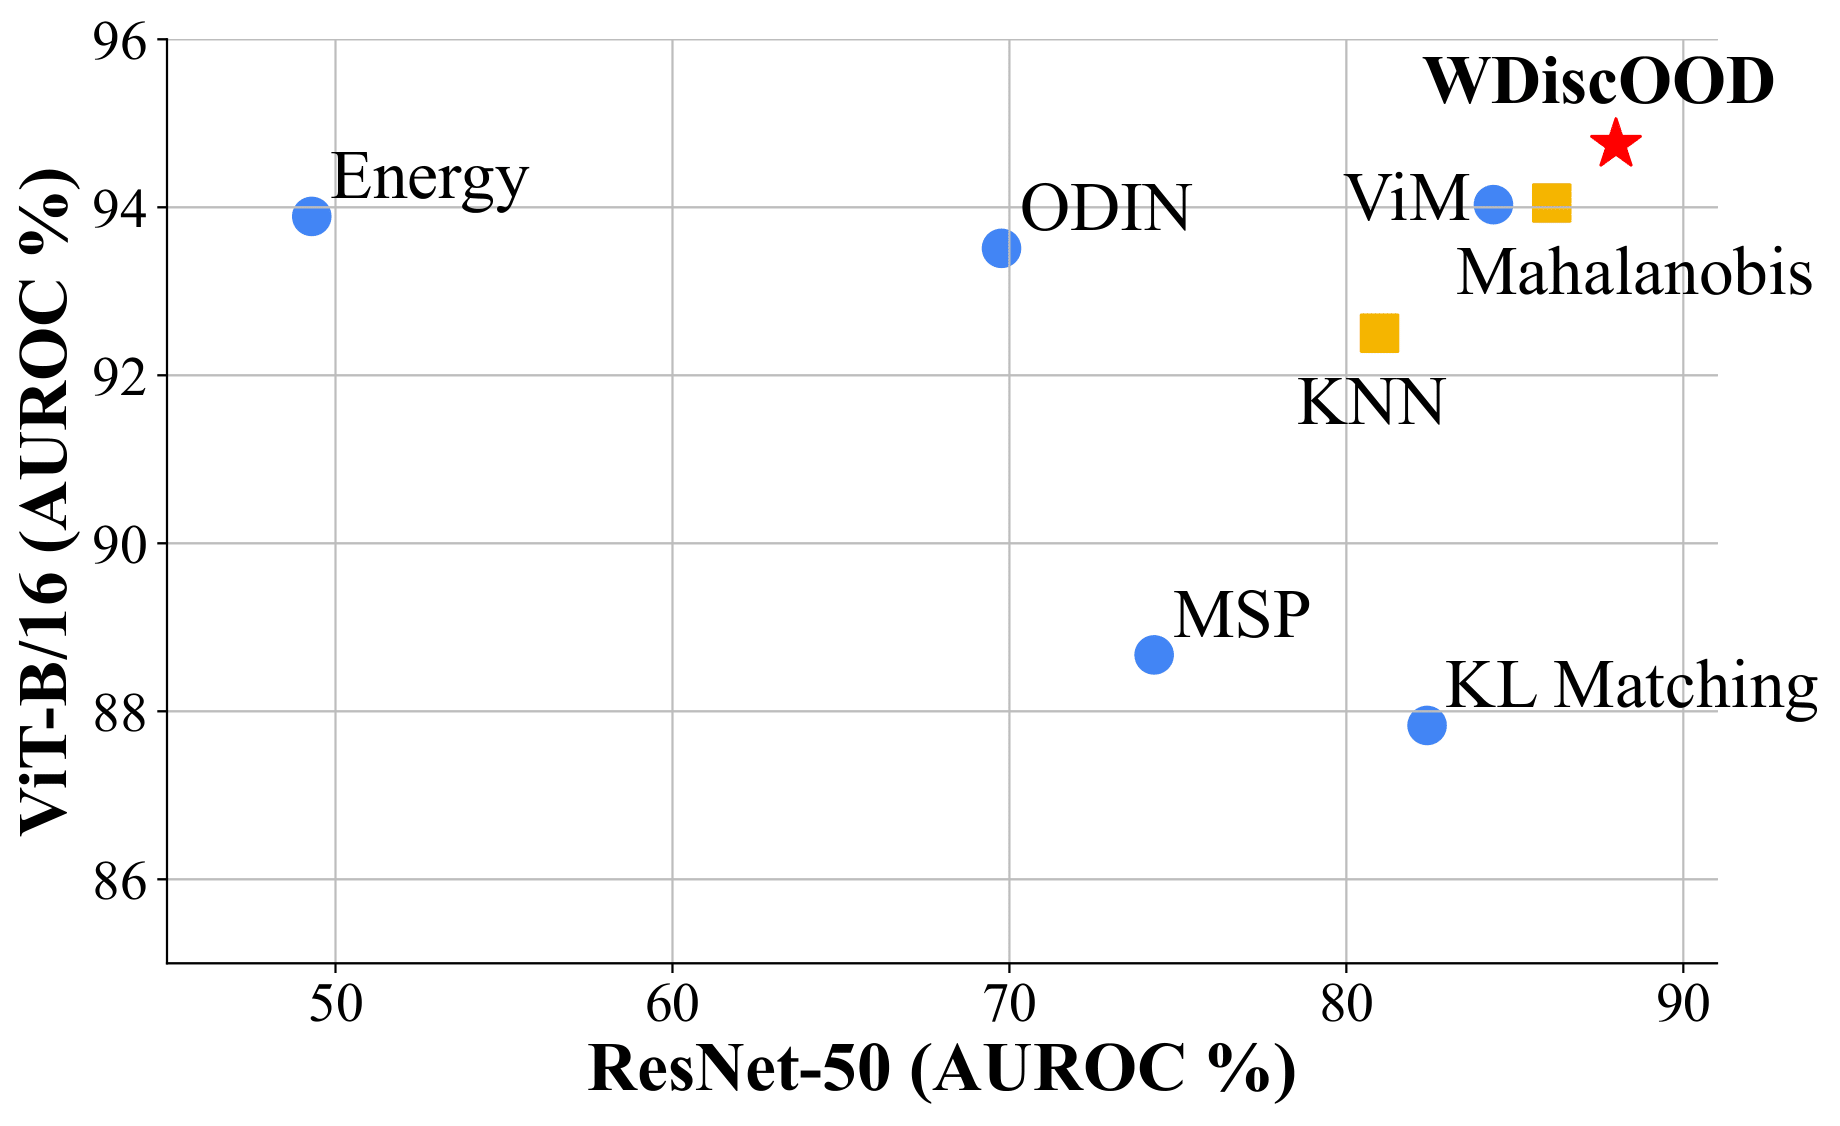 96
94
92
90
88
86
ViT-B/16 (AUROC %)
WDiscOOD
Energy
ViM
ODIN
Mahalanobis
KNN
MSP
KL Matching
50
60
70
80
90
ResNet-50 (AUROC %)